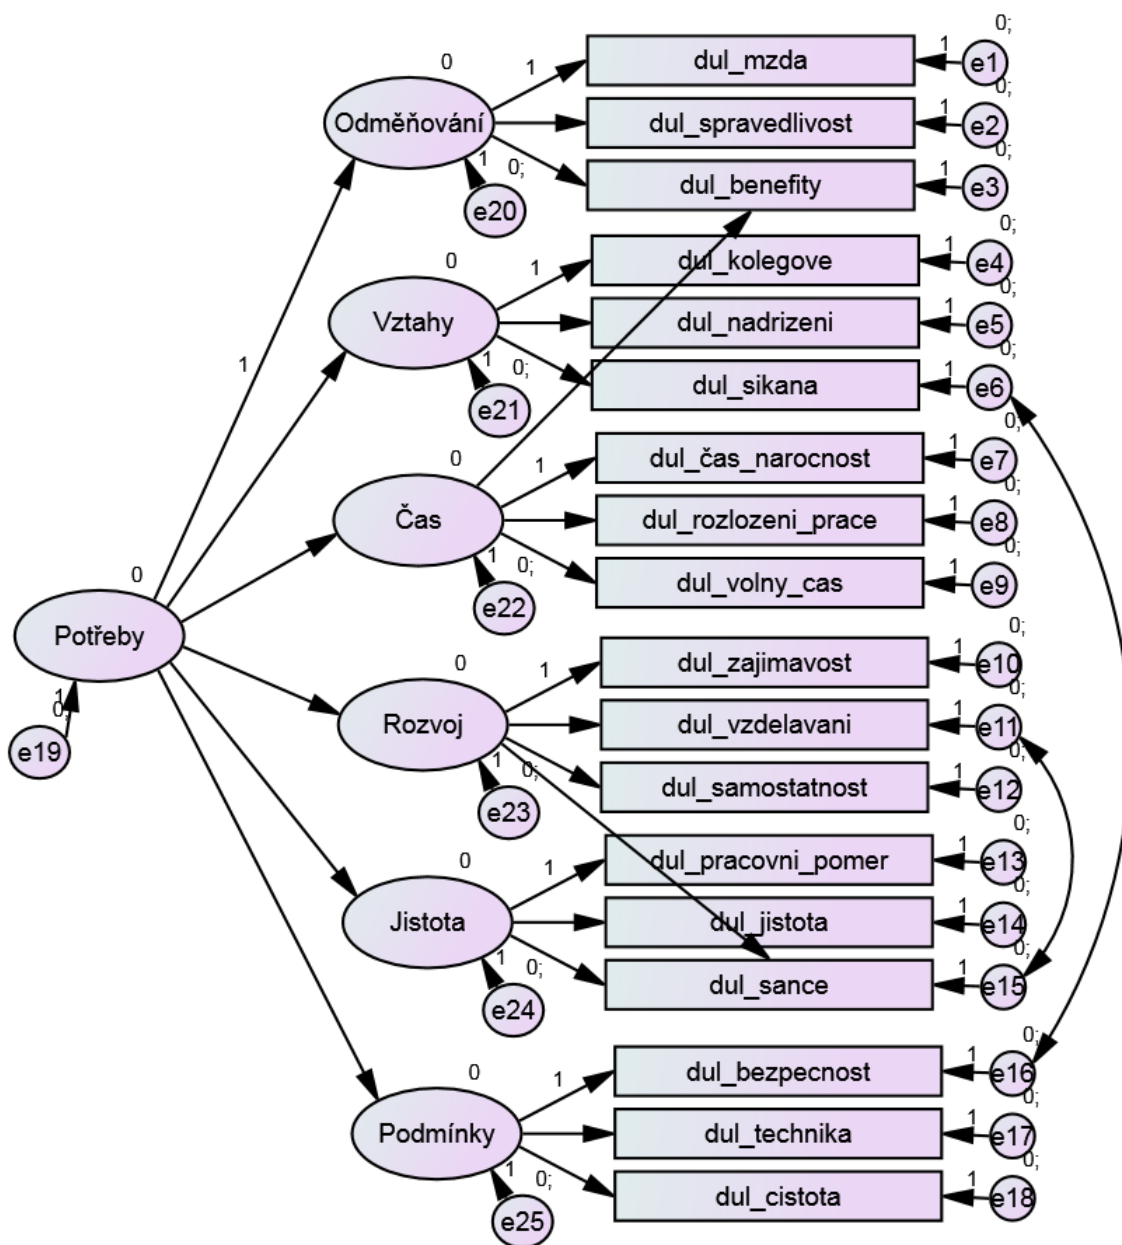 0 1 dul_mzda 1 0; e1
Odměňování dul_spravedlivost 1 0; e2
1 0; e20 dul_benefity 1 0; e3
0 1 dul_kolegove 1 0; e4
Vztahy dul_nadrizeni 1 0; e5
1 0; e21 dul_sikana 1 0; e6
1
0 1 dul_čas_narocnost 1 0; e7
Čas dul_rozlozeni_prace 1 0; e8
1 0; e22 dul_volny_cas 1 0; e9
0
Potřeby
1 0; e19
0 1 dul_zajimavost 1 0; e10
Rozvoj dul_vzdelavani 1 0; e11
1 0; e23 dul_samostatnost 1 0; e12
0 1 dul_pracovni_pomer 1 0; e13
Jistota dul_jistota 1 0; e14
1 0; e24 dul_sance 1 0; e15
0 1 dul_bezpecnost 1 0; e16
Podmínky dul_technika 1 0; e17
1 0; e25 dul_cistota 1 0; e18